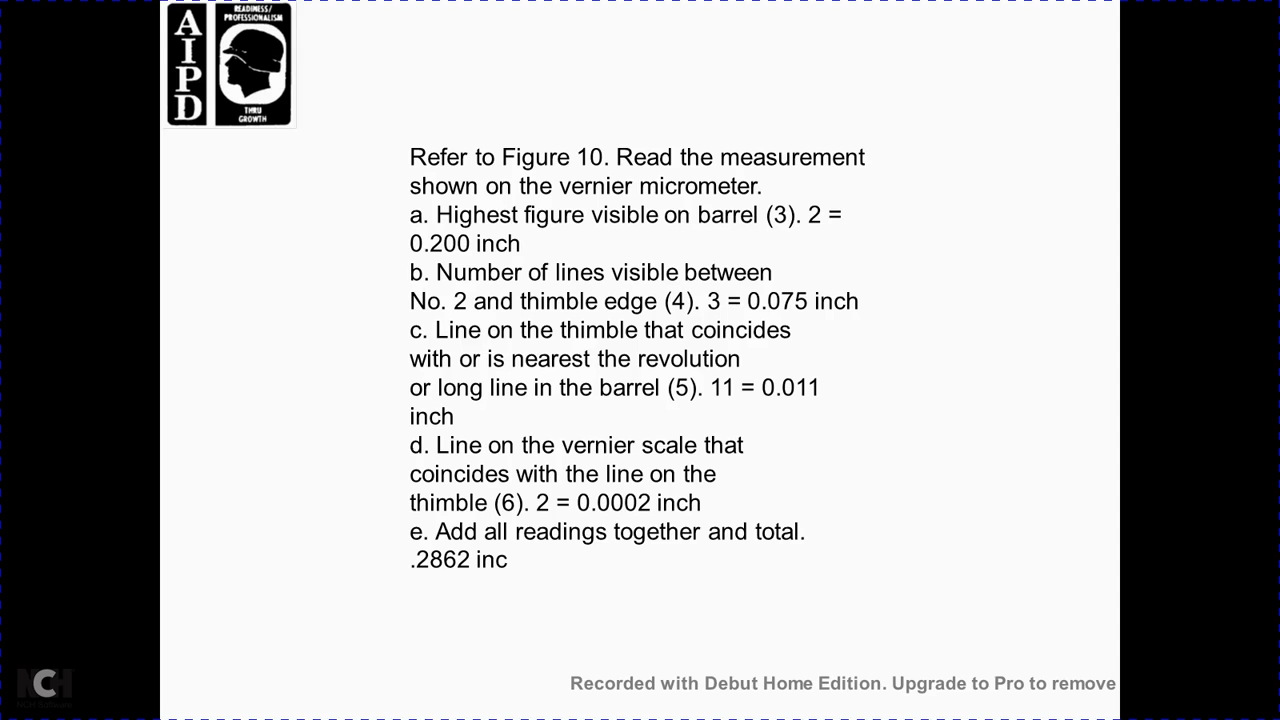 A
I
P
D
READINESS/
PROFESSIONALISM
THRU
GROWTH
Refer to Figure 10. Read the measurement
shown on the vernier micrometer.
a. Highest figure visible on barrel (3). 2 =
0.200 inch
b. Number of lines visible between
No. 2 and thimble edge (4). 3 = 0.075 inch
c. Line on the thimble that coincides
with or is nearest the revolution
or long line in the barrel (5). 11 = 0.011
inch
d. Line on the vernier scale that
coincides with the line on the
thimble (6). 2 = 0.0002 inch
e. Add all readings together and total.
.2862 inc
NCH
NCH Software
Recorded with Debut Home Edition. Upgrade to Pro to remove